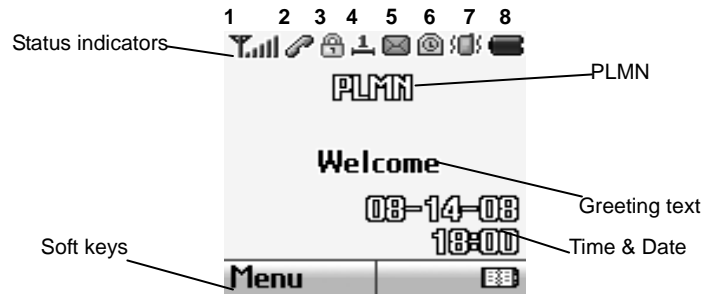 1 2 3 4 5 6 7 8
Status indicators
PLMN
PLMN
Welcome
08-14-08
Greeting text
18:00
Time & Date
Soft keys
Menu